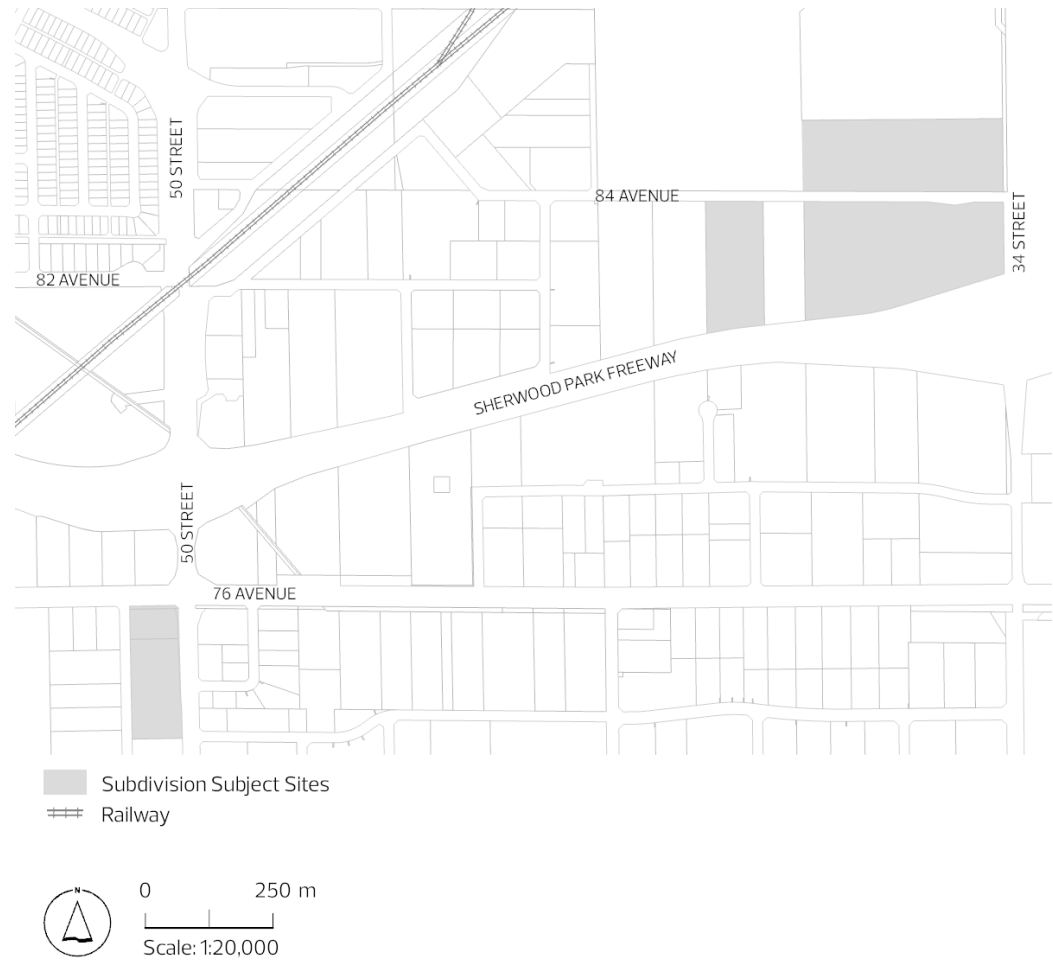 50 STREET
84 AVENUE
34 STREET
82 AVENUE
SHERWOOD PARK FREEWAY
50 STREET
76 AVENUE
Subdivision Subject Sites
Railway
N
0 250 m
Scale: 1:20,000